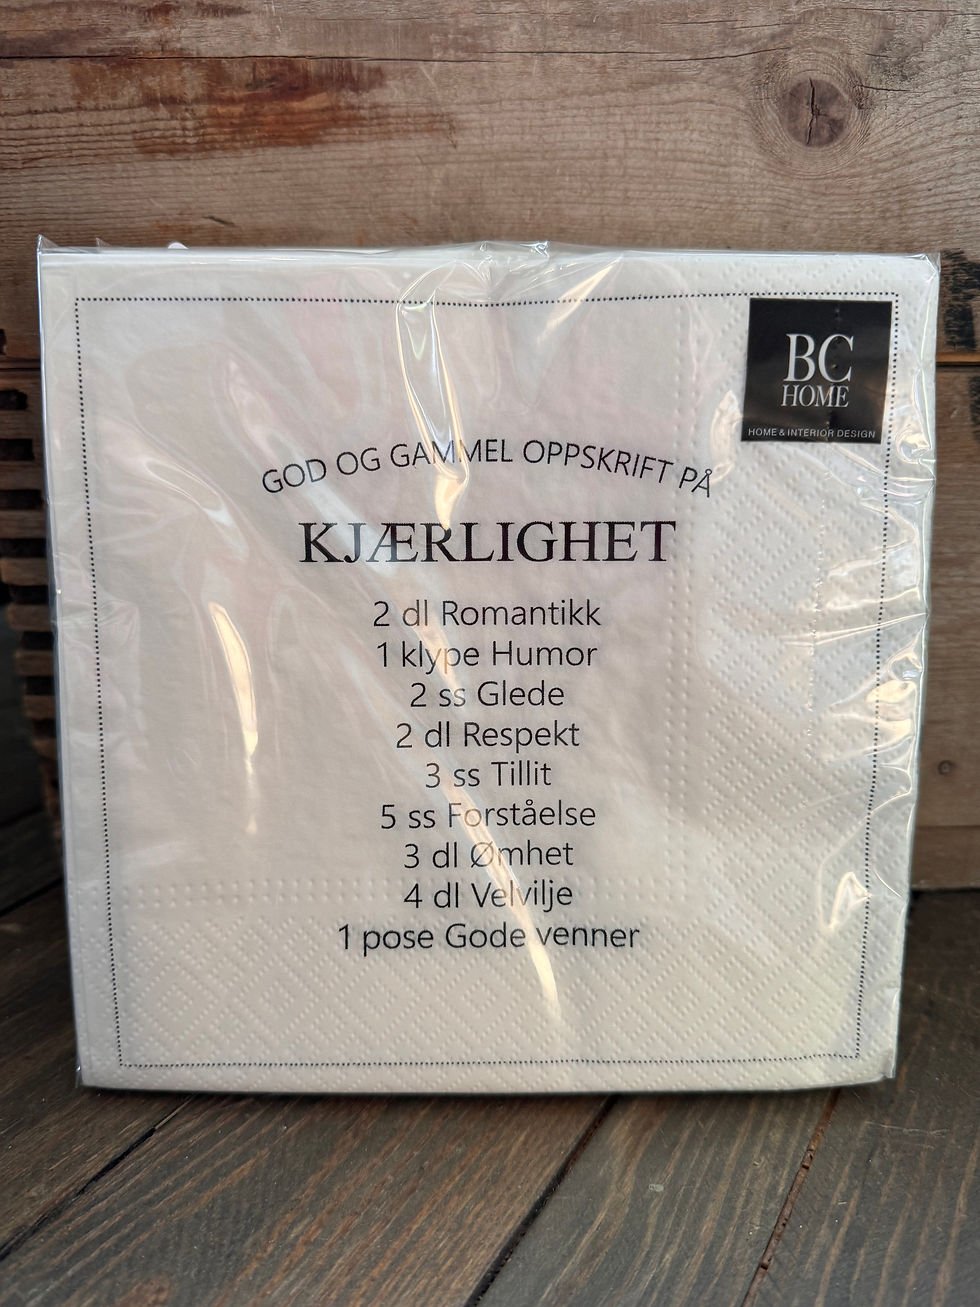 BC
HOME
HOME & INTERIOR DESIGN
GOD OG GAMMEL OPPSKRIFT PÅ
KJÆRLIGHET
2 dl Romantikk
1 klype Humor
2 ss Glede
2 dl Respekt
3 ss Tillit
5 ss Forståelse
3 dl Ømhet
4 dl Velvilje
1 pose Gode venner